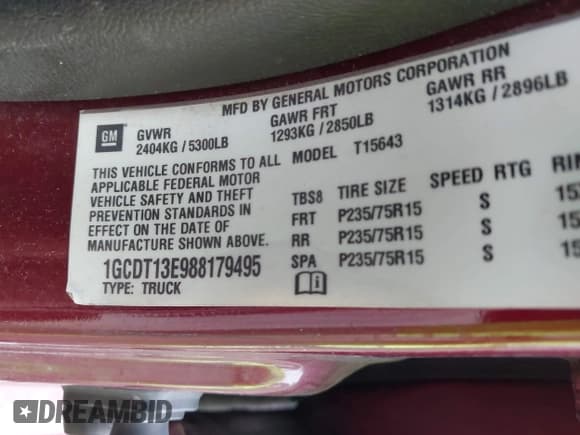 MFD BY GENERAL MOTORS CORPORATION
GM
GVWR
2404KG / 5300LB
GAWR FRT
1293KG / 2850LB
GAWR RR
1314KG / 2896LB
THIS VEHICLE CONFORMS TO ALL
APPLICABLE FEDERAL MOTOR
VEHICLE SAFETY AND THEFT
PREVENTION STANDARDS IN
EFFECT ON THE DATE OF
MANUFACTURE SHOWN ABOVE.
1GCDT13E988179495
TYPE: TRUCK
MODEL T15643
TBS8 TIRE SIZE SPEED RTG
FRT P235/75R15 S
RR P235/75R15 S
SPA P235/75R15 S
DREAMBID